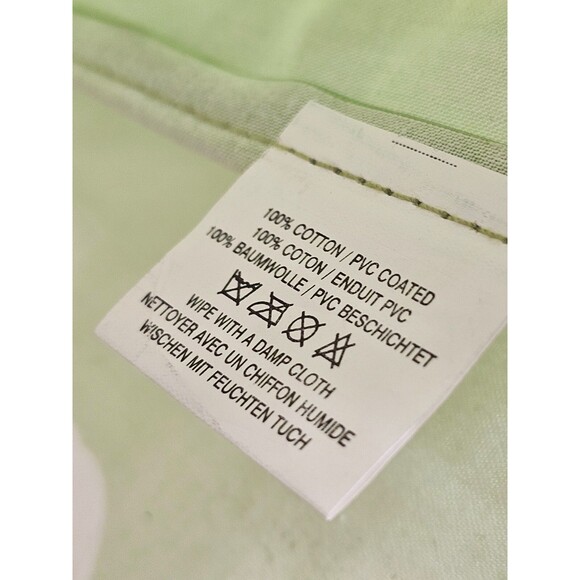 100% COTTON / PVC COATED
100% COTON / ENDUIT PVC
100% BAUMWOLLE / PVC BESCHICHTET
WIPE WITH A DAMP CLOTH
NETTOYER AVEC UN CHIFFON HUMIDE
WISCHEN MIT FEUCHTEN TUCH